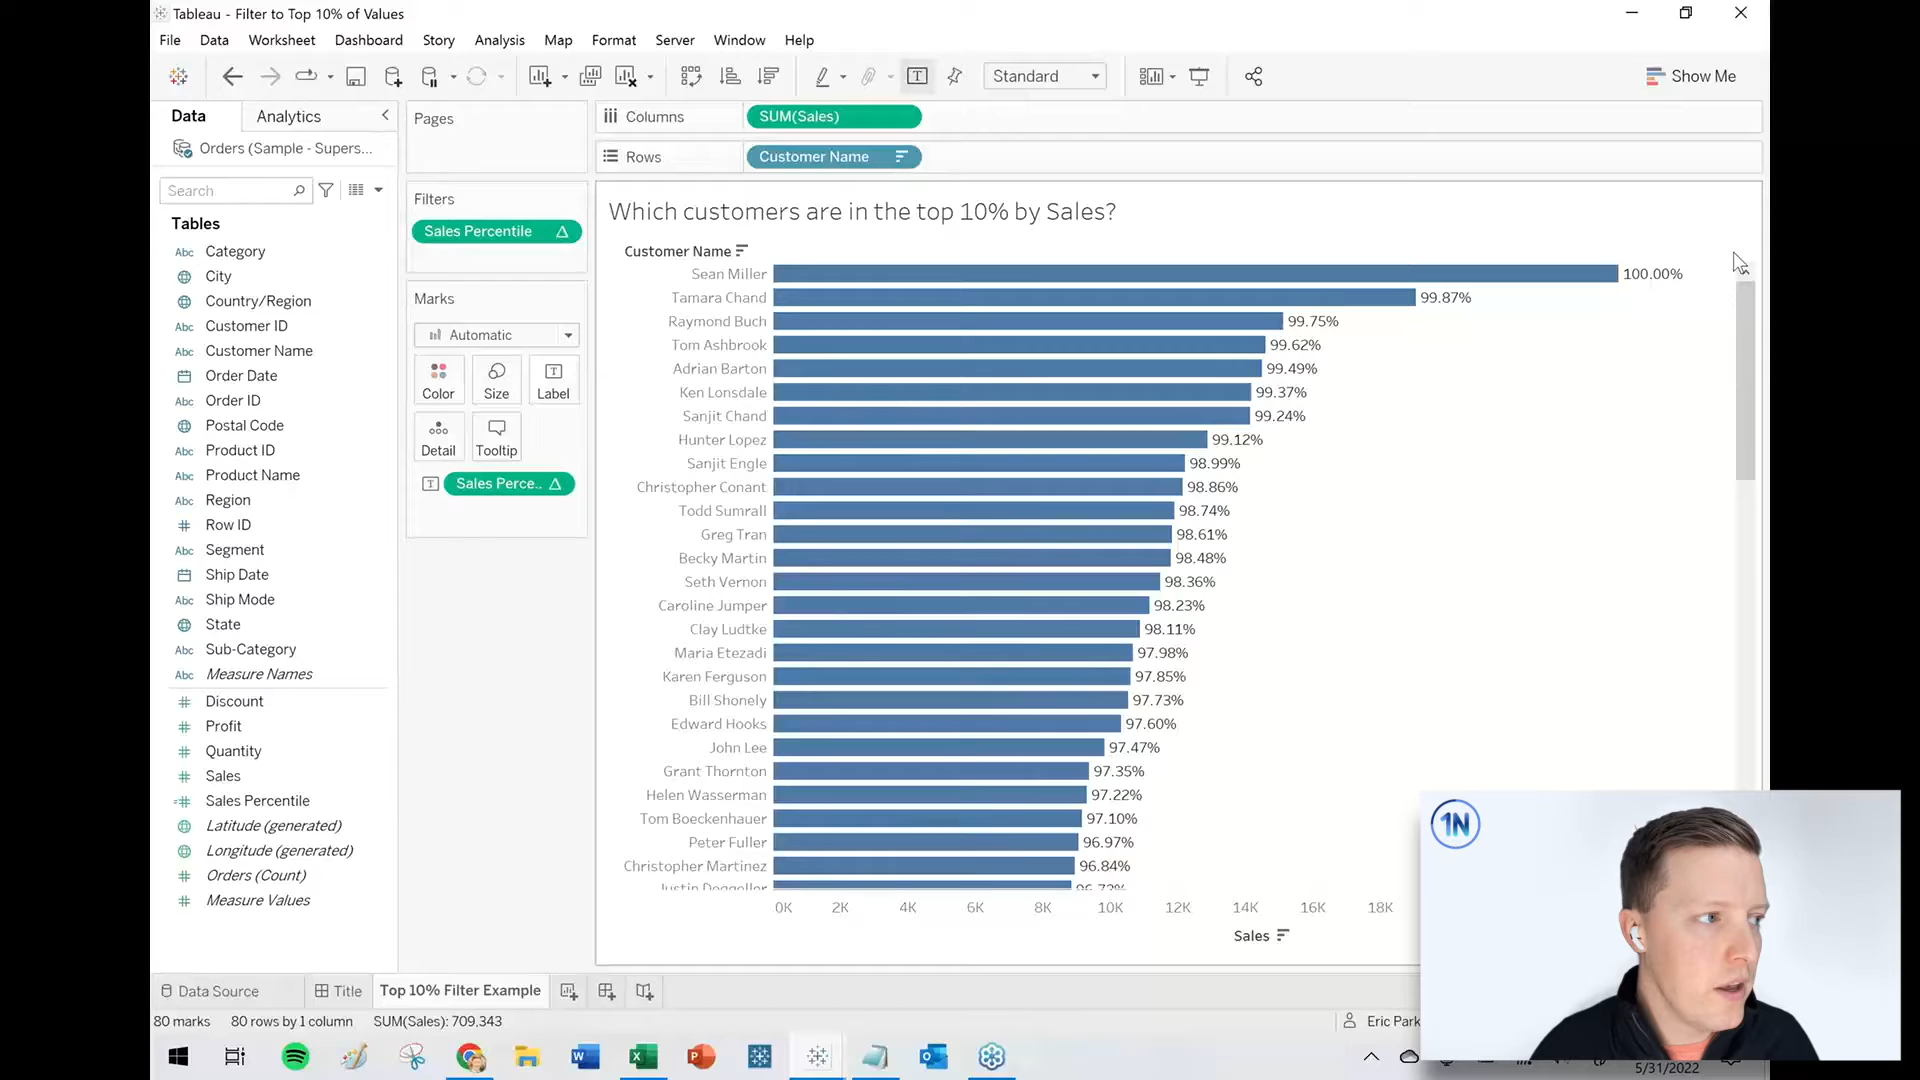 Tableau - Filter to Top 10% of Values
File Data Worksheet Dashboard Story Analysis Map Format Server Window Help
Standard
Show Me
Data
Analytics
Orders (Sample - Supers...
Search
Tables
Abc Category
City
Country/Region
Abc Customer ID
Abc Customer Name
Order Date
Abc Order ID
Postal Code
Abc Product ID
Abc Product Name
Abc Region
# Row ID
Abc Segment
Ship Date
Abc Ship Mode
State
Abc Sub-Category
Abc Measure Names
# Discount
# Profit
# Quantity
# Sales
=# Sales Percentile
Latitude (generated)
Longitude (generated)
# Orders (Count)
# Measure Values
Pages
Filters
Sales Percentile Δ
Marks
Automatic
Color Size Label
Detail Tooltip
Sales Perce.. Δ
Columns SUM(Sales)
Rows Customer Name
Which customers are in the top 10% by Sales?
Customer Name
Sean Miller 100.00%
Tamara Chand 99.87%
Raymond Buch 99.75%
Tom Ashbrook 99.62%
Adrian Barton 99.49%
Ken Lonsdale 99.37%
Sanjit Chand 99.24%
Hunter Lopez 99.12%
Sanjit Engle 98.99%
Christopher Conant 98.86%
Todd Sumrall 98.74%
Greg Tran 98.61%
Becky Martin 98.48%
Seth Vernon 98.36%
Caroline Jumper 98.23%
Clay Ludtke 98.11%
Maria Etezadi 97.98%
Karen Ferguson 97.85%
Bill Shonely 97.73%
Edward Hooks 97.60%
John Lee 97.47%
Grant Thornton 97.35%
Helen Wasserman 97.22%
Tom Boeckenhauer 97.10%
Peter Fuller 96.97%
Christopher Martinez 96.84%
0K 2K 4K 6K 8K 10K 12K 14K 16K 18K
Sales
1N
Data Source
Title
Top 10% Filter Example
80 marks 80 rows by 1 column SUM(Sales): 709,343
Eric Park
5/31/2022